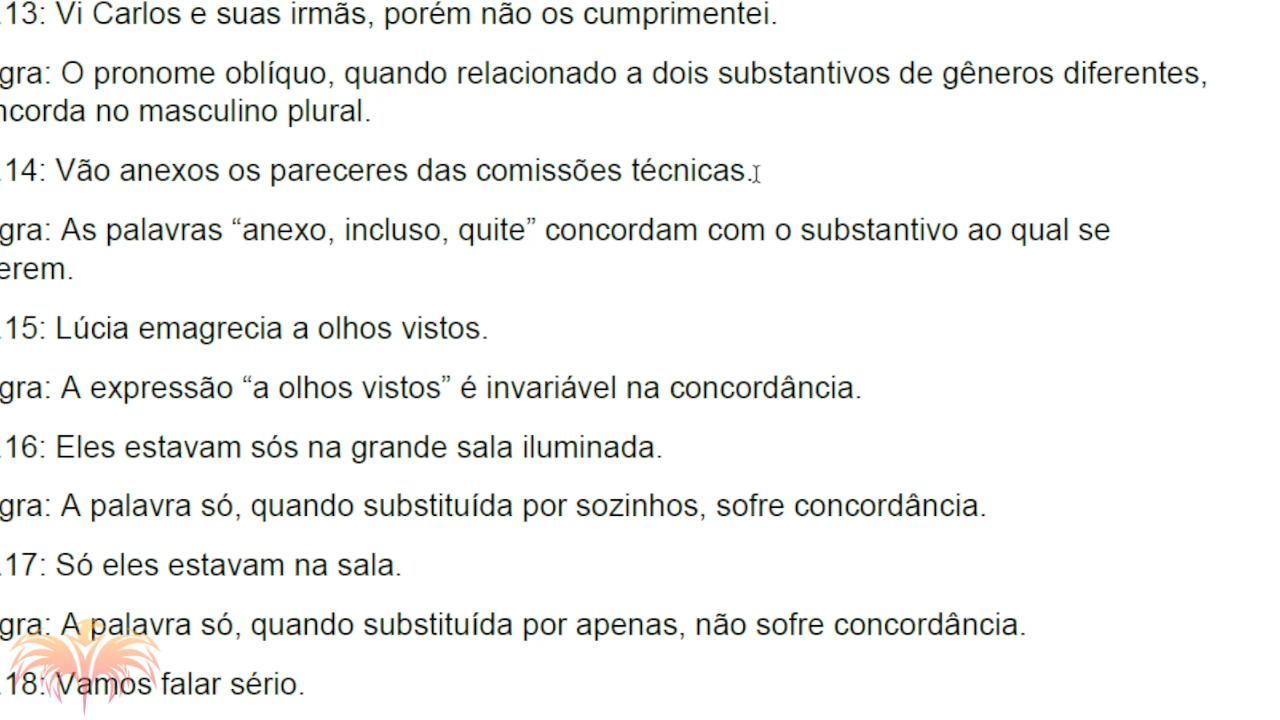 .13: Vi Carlos e suas irmãs, porém não os cumprimentei.
gra: O pronome oblíquo, quando relacionado a dois substantivos de gêneros diferentes,
ncorda no masculino plural.
.14: Vão anexos os pareceres das comissões técnicas.
gra: As palavras “anexo, incluso, quite” concordam com o substantivo ao qual se
erem.
.15: Lúcia emagrecia a olhos vistos.
gra: A expressão “a olhos vistos” é invariável na concordância.
.16: Eles estavam sós na grande sala iluminada.
gra: A palavra só, quando substituída por sozinhos, sofre concordância.
.17: Só eles estavam na sala.
gra: A palavra só, quando substituída por apenas, não sofre concordância.
.18: Vamos falar sério.